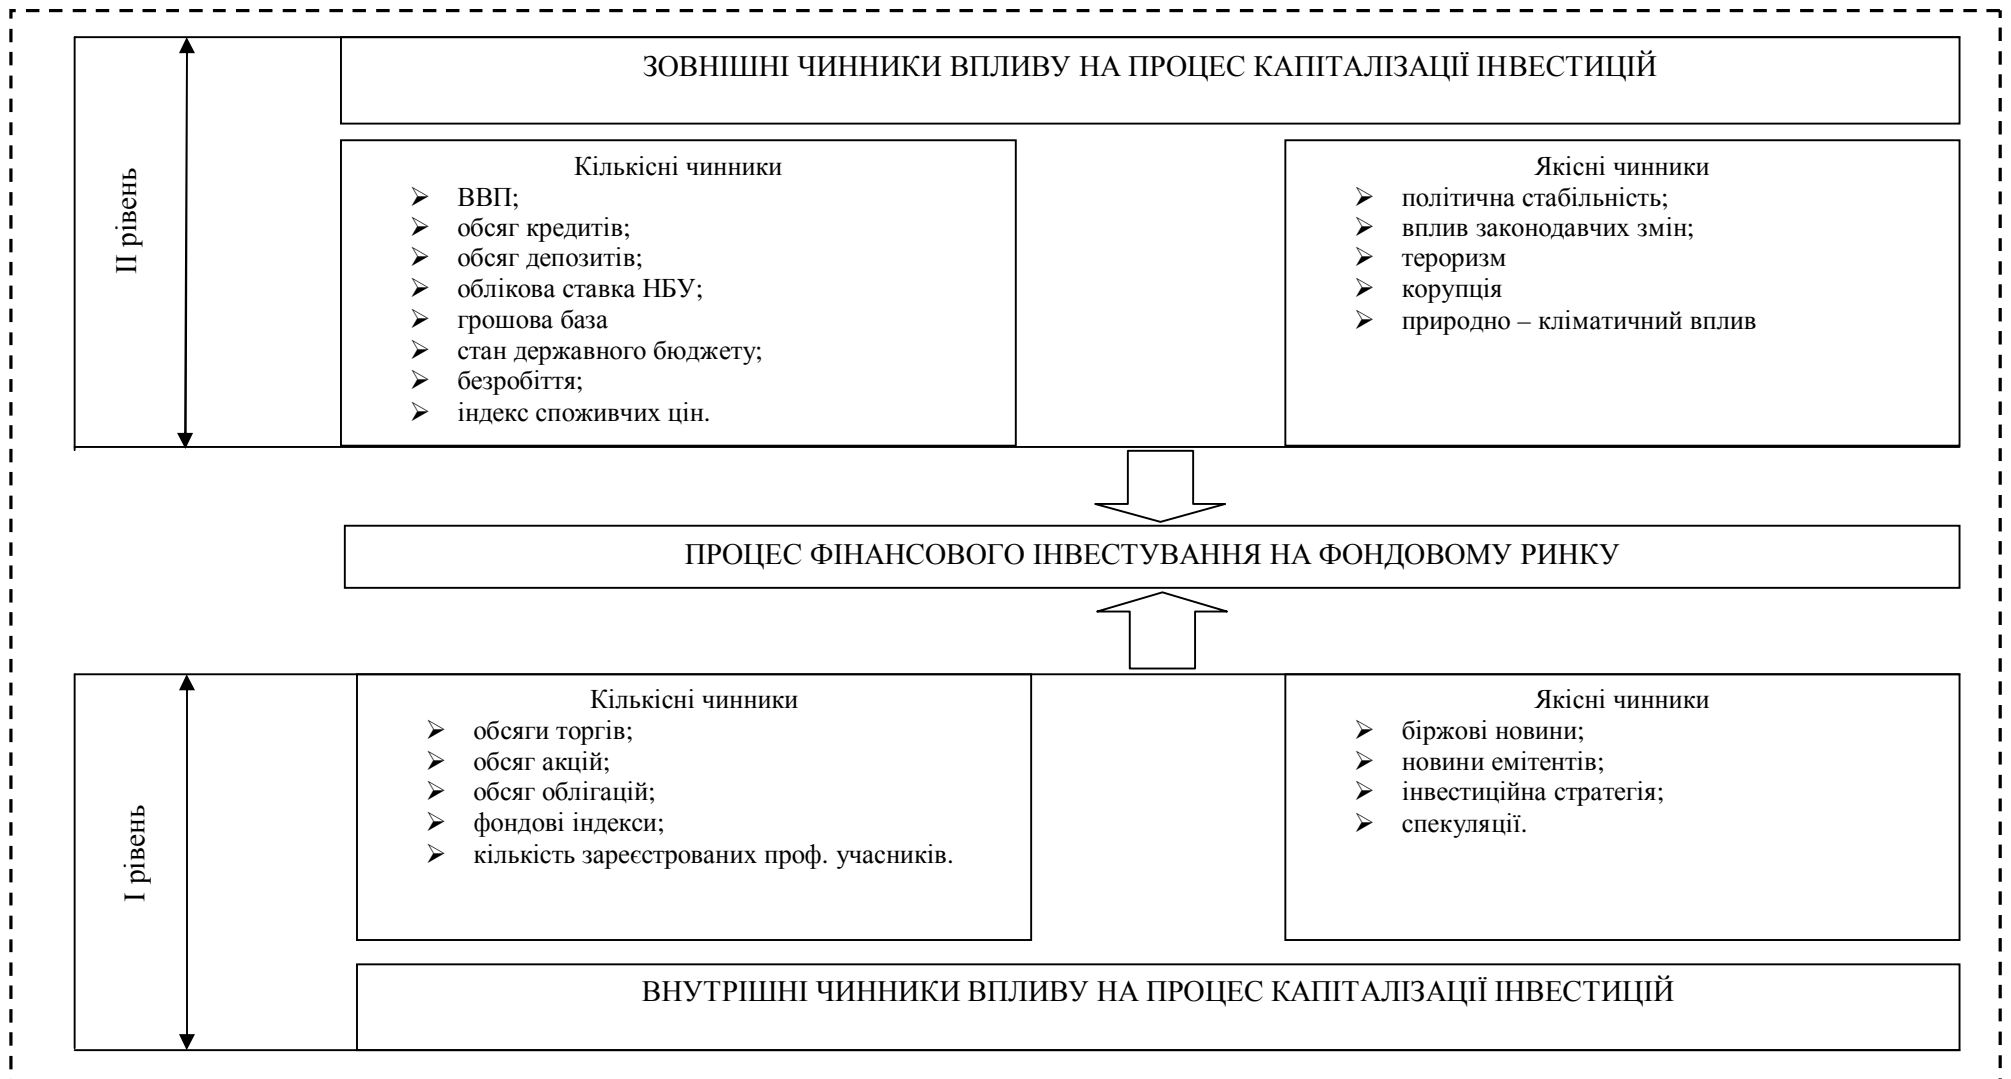 ЗОВНІШНІ ЧИННИКИ ВПЛИВУ НА ПРОЦЕС КАПІТАЛІЗАЦІЇ ІНВЕСТИЦІЙ
ІІ рівень
Кількісні чинники
ВВП;
обсяг кредитів;
обсяг депозитів;
облікова ставка НБУ;
грошова база
стан державного бюджету;
безробіття;
індекс споживчих цін.
Якісні чинники
політична стабільність;
вплив законодавчих змін;
тероризм
корупція
природно – кліматичний вплив
ПРОЦЕС ФІНАНСОВОГО ІНВЕСТУВАННЯ НА ФОНДОВОМУ РИНКУ
І рівень
Кількісні чинники
обсяги торгів;
обсяг акцій;
обсяг облігацій;
фондові індекси;
кількість зареєстрованих проф. учасників.
Якісні чинники
біржові новини;
новини емітентів;
інвестиційна стратегія;
спекуляції.
ВНУТРІШНІ ЧИННИКИ ВПЛИВУ НА ПРОЦЕС КАПІТАЛІЗАЦІЇ ІНВЕСТИЦІЙ